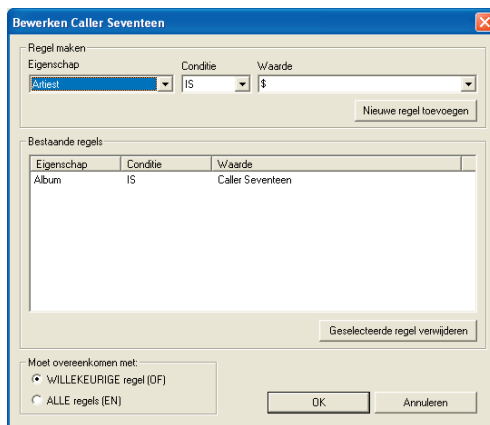 Bewerken Caller Seventeen
Regel maken
Eigenschap Conditie Waarde
Artiest IS $
Nieuwe regel toevoegen
Bestaande regels
Eigenschap Conditie Waarde
Album IS Caller Seventeen
Geselecteerde regel verwijderen
Moet overeenkomen met:
WILLEKEURIGE regel (OF)
ALLE regels (EN)
OK Annuleren